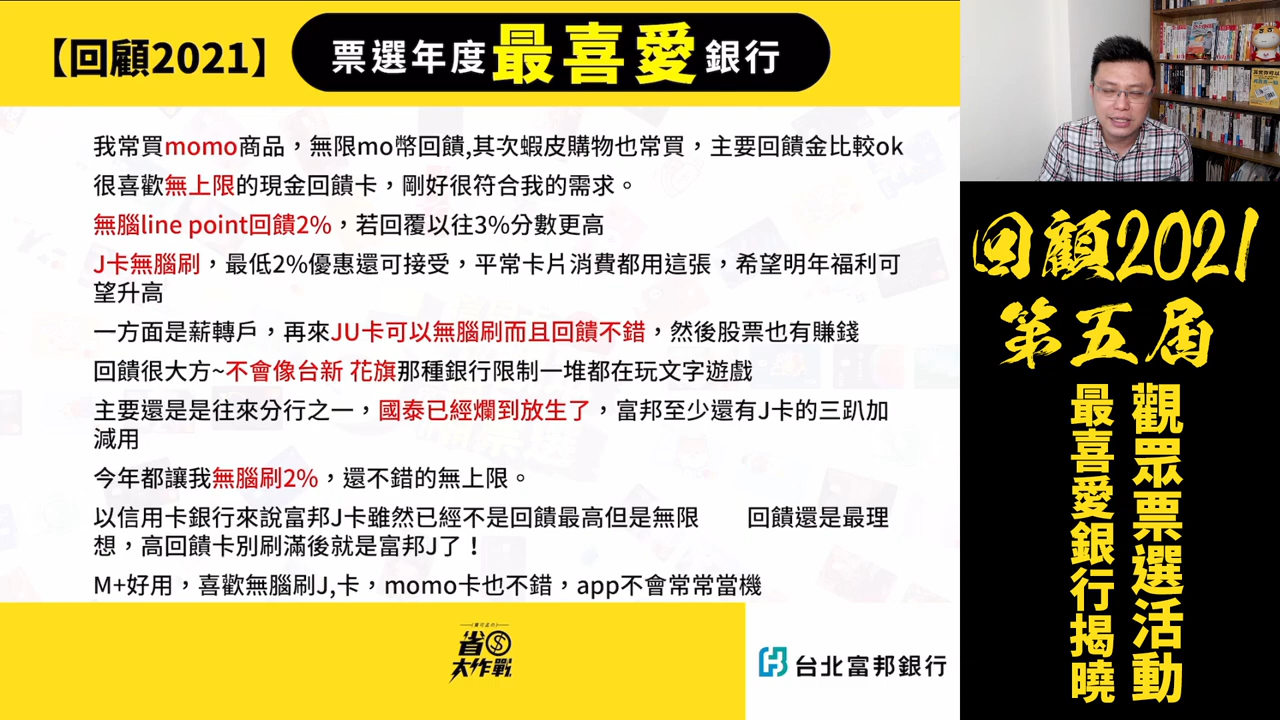 【回顧2021】
票選年度最喜愛銀行
我常買momo商品，無限mo幣回饋,其次蝦皮購物也常買，主要回饋金比較ok
很喜歡無上限的現金回饋卡，剛好很符合我的需求。
無腦line point回饋2%，若回覆以往3%分數更高
J卡無腦刷，最低2%優惠還可接受，平常卡片消費都用這張，希望明年福利可
望升高
一方面是薪轉戶，再來JU卡可以無腦刷而且回饋不錯，然後股票也有賺錢
回饋很大方~不會像台新 花旗那種銀行限制一堆都在玩文字遊戲
主要還是是往來分行之一，國泰已經爛到放生了，富邦至少還有J卡的三趴加
減用
今年都讓我無腦刷2%，還不錯的無上限。
以信用卡銀行來說富邦J卡雖然已經不是回饋最高但是無限 回饋還是最理
想，高回饋卡別刷滿後就是富邦J了！
M+好用，喜歡無腦刷J,卡，momo卡也不錯，app不會常常當機
省$
大作戰
台北富邦銀行
回顧2021
第五屆
觀眾票選活動
最喜愛銀行揭曉